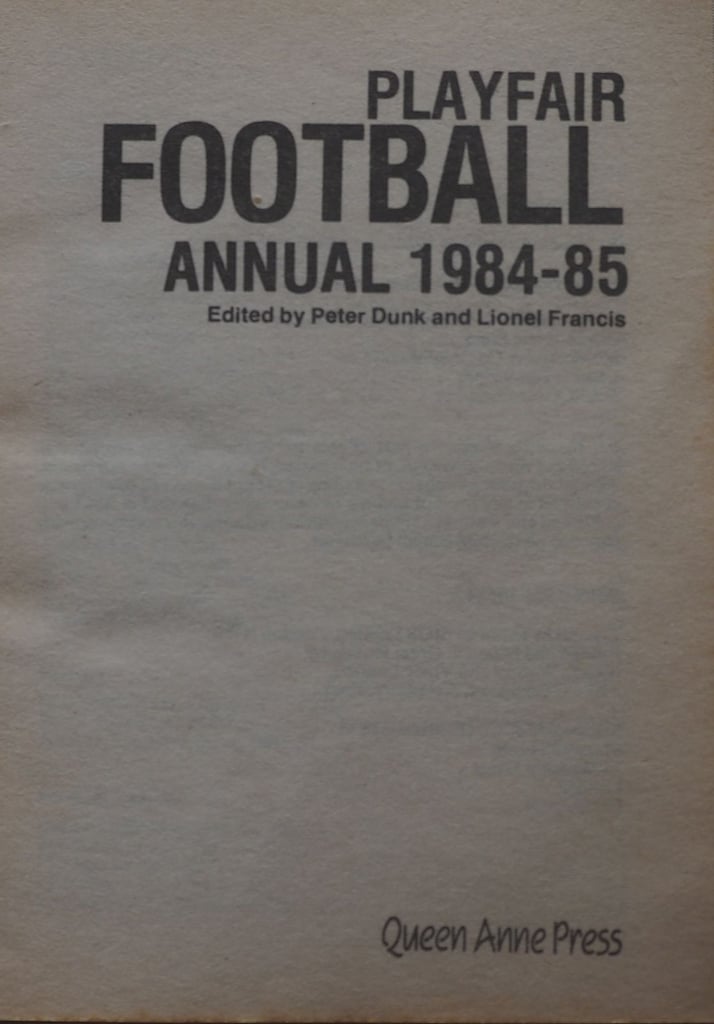 PLAYFAIR
FOOTBALL
ANNUAL 1984-85
Edited by Peter Dunk and Lionel Francis
Queen Anne Press